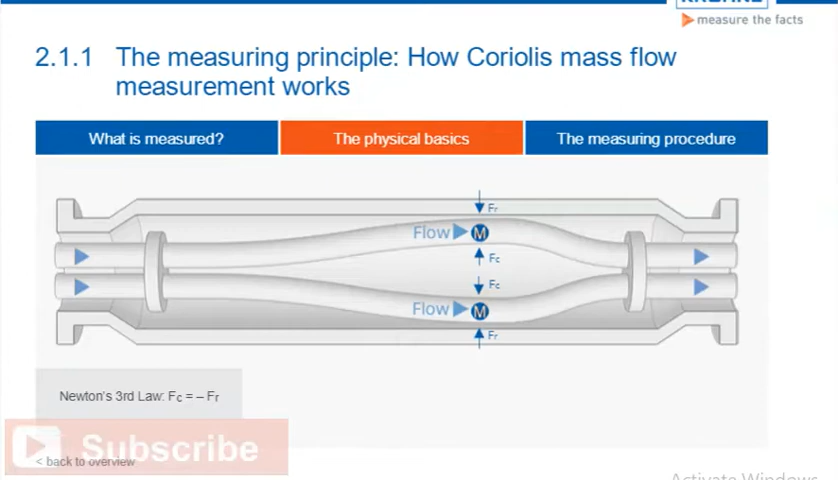 measure the facts
2.1.1 The measuring principle: How Coriolis mass flow
measurement works
What is measured?
The physical basics
The measuring procedure
Fr
Flow M
Fc
Fc
Flow M
Fr
Newton's 3rd Law: Fc = – Fr
Subscribe
< back to overview
Activate Windows